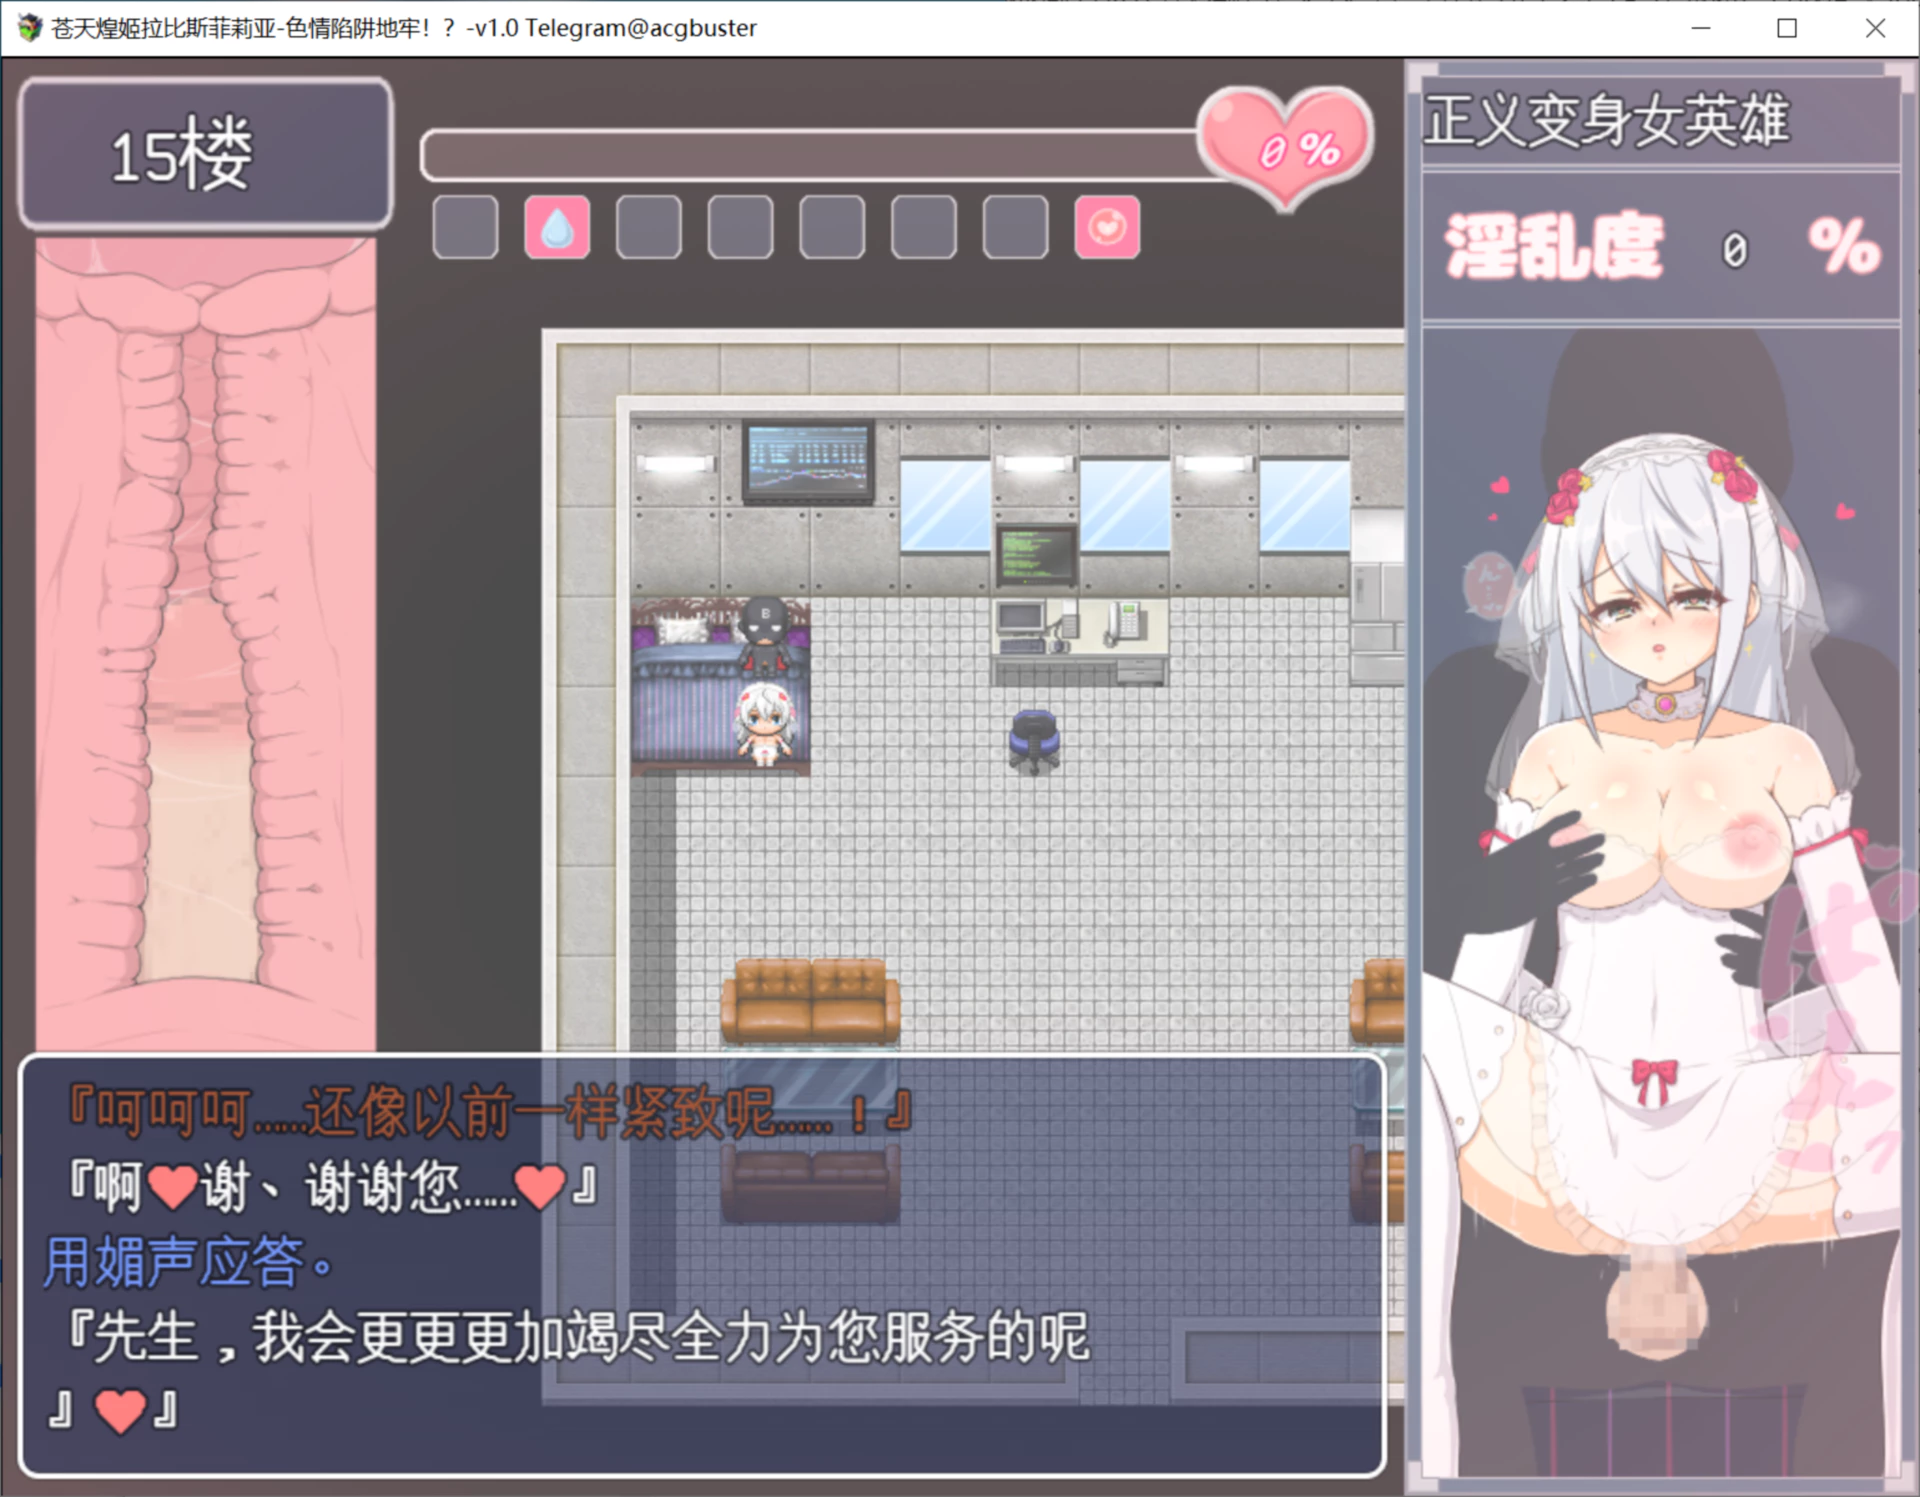 苍天煌姬拉比斯菲莉亚-色情陷阱地牢！？-v1.0 Telegram@acgbuster
15楼
0%
正义变身女英雄
淫乱度 0 %
B
『呵呵呵……还像以前一样紧致呢……！』
『啊♥谢、谢谢您……♥』
用媚声应答。
『先生，我会更更更加竭尽全力为您服务的呢
』♥』